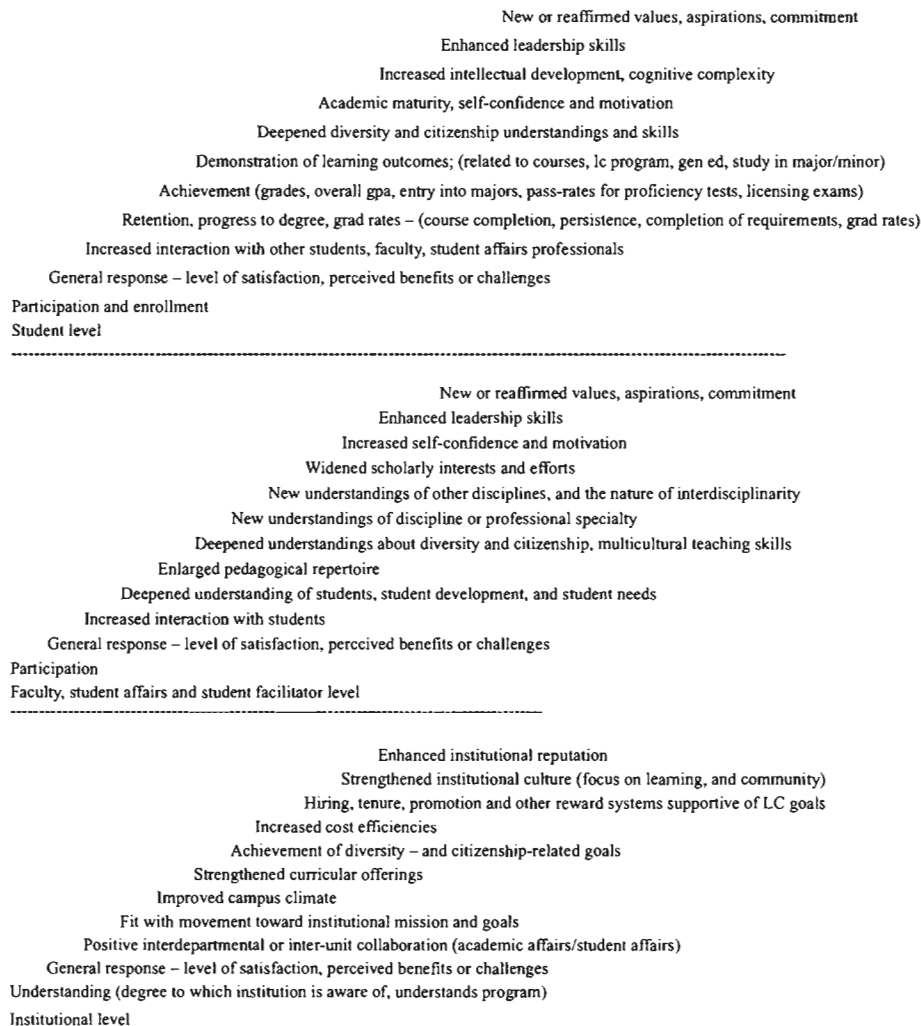 New or reaffirmed values, aspirations, commitment
Enhanced leadership skills
Increased intellectual development, cognitive complexity
Academic maturity, self-confidence and motivation
Deepened diversity and citizenship understandings and skills
Demonstration of learning outcomes; (related to courses, lc program, gen ed, study in major/minor)
Achievement (grades, overall gpa, entry into majors, pass-rates for proficiency tests, licensing exams)
Retention, progress to degree, grad rates – (course completion, persistence, completion of requirements, grad rates)
Increased interaction with other students, faculty, student affairs professionals
General response – level of satisfaction, perceived benefits or challenges
Participation and enrollment
Student level
New or reaffirmed values, aspirations, commitment
Enhanced leadership skills
Increased self-confidence and motivation
Widened scholarly interests and efforts
New understandings of other disciplines, and the nature of interdisciplinarity
New understandings of discipline or professional specialty
Deepened understandings about diversity and citizenship, multicultural teaching skills
Enlarged pedagogical repertoire
Deepened understanding of students, student development, and student needs
Increased interaction with students
General response – level of satisfaction, perceived benefits or challenges
Participation
Faculty, student affairs and student facilitator level
Enhanced institutional reputation
Strengthened institutional culture (focus on learning, and community)
Hiring, tenure, promotion and other reward systems supportive of LC goals
Increased cost efficiencies
Achievement of diversity – and citizenship-related goals
Strengthened curricular offerings
Improved campus climate
Fit with movement toward institutional mission and goals
Positive interdepartmental or inter-unit collaboration (academic affairs/student affairs)
General response – level of satisfaction, perceived benefits or challenges
Understanding (degree to which institution is aware of, understands program)
Institutional level